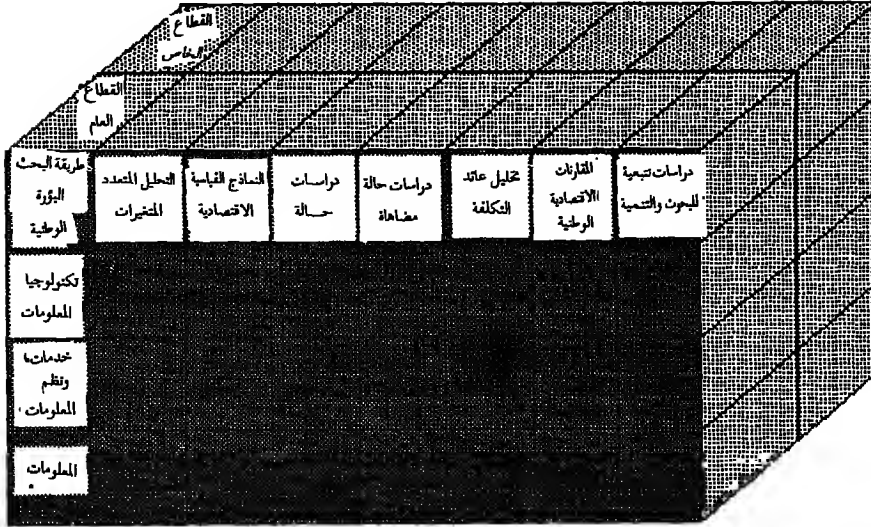 القطاع
الخاص
القطاع
العام
طريقة البحث
البؤرة
الوطنية
التحليل المتعدد
المتغيرات
النماذج القياسية
الاقتصادية
دراسات
حالة
دراسات حالة
مضاهاة
تحليل عائد
التكلفة
المقارنات
الاقتصادية
الوطنية
دراسات تتبعية
للبحوث والتنمية
تكنولوجيا
المعلومات
خدمات
ونظم
المعلومات
المعلومات